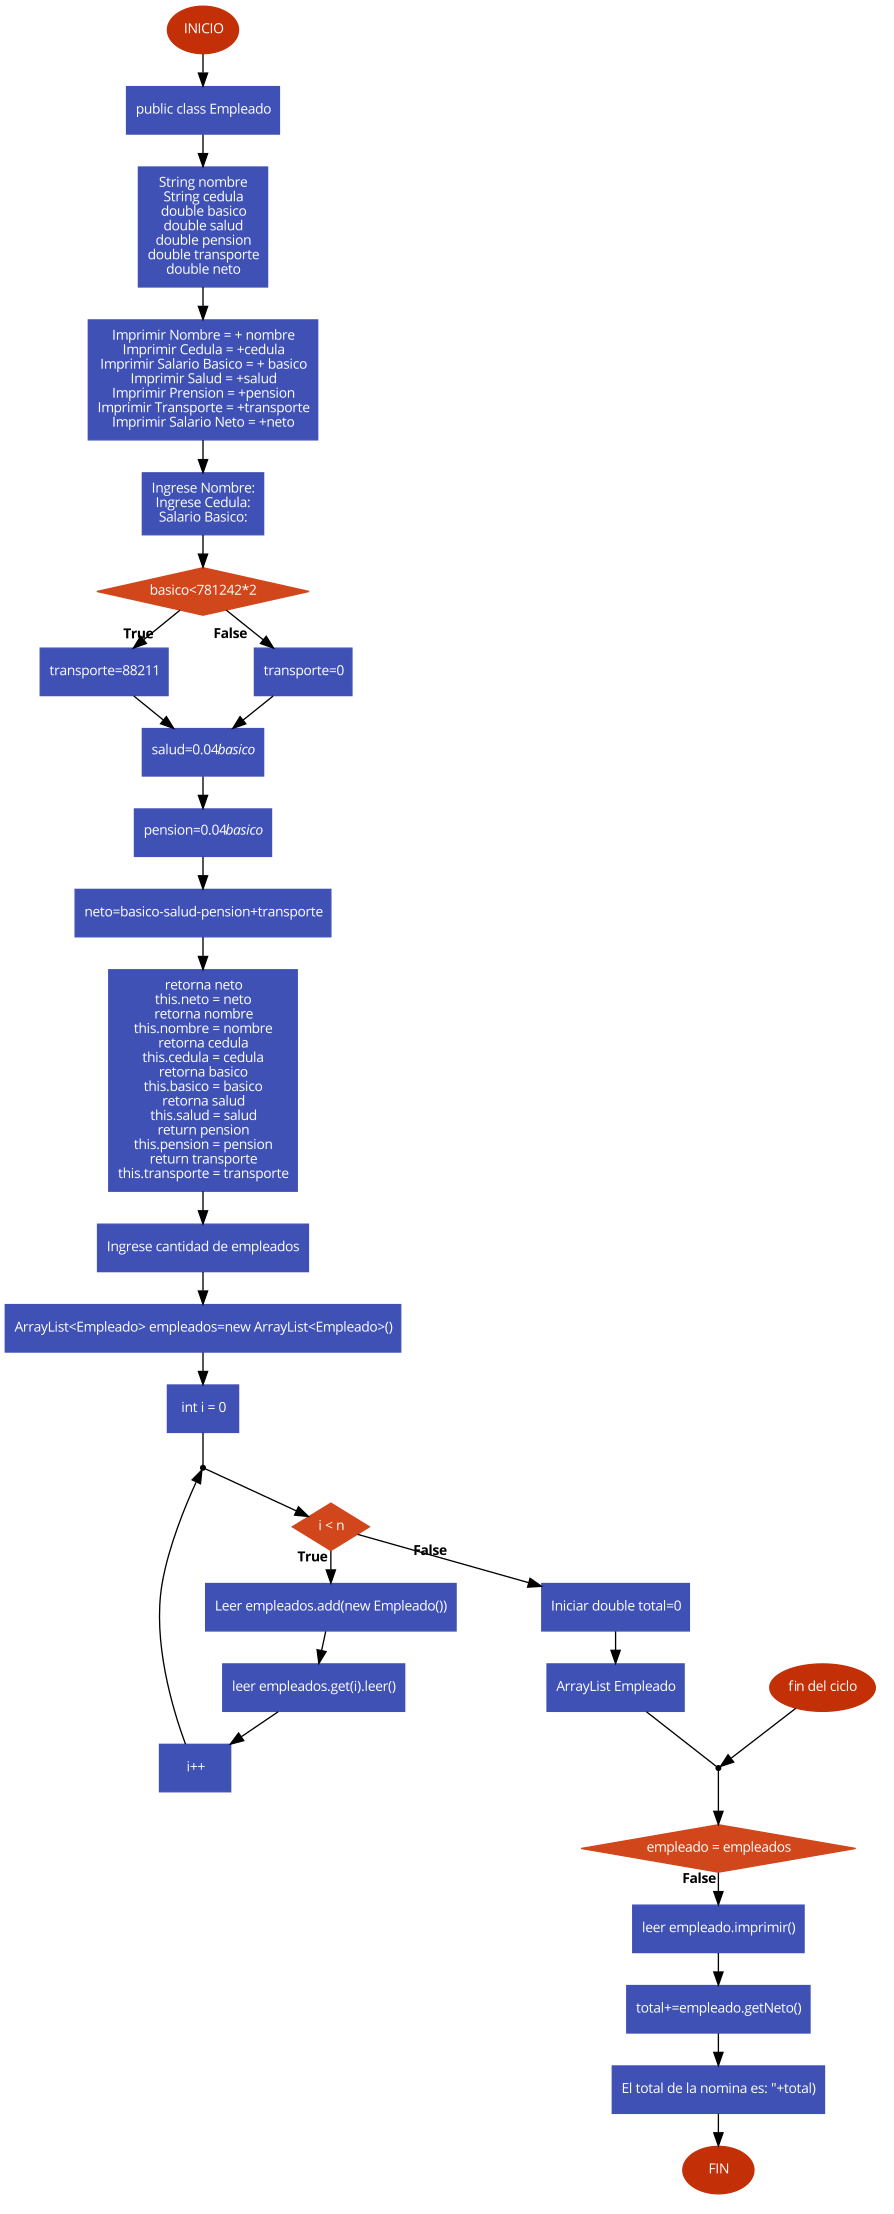 INICIO
public class Empleado
String nombre
String cedula
double basico
double salud
double pension
double transporte
double neto
Imprimir Nombre = + nombre
Imprimir Cedula = +cedula
Imprimir Salario Basico = + basico
Imprimir Salud = +salud
Imprimir Prension = +pension
Imprimir Transporte = +transporte
Imprimir Salario Neto = +neto
Ingrese Nombre:
Ingrese Cedula:
Salario Basico:
basico<781242*2
True
False
transporte=88211
transporte=0
salud=0.04basico
pension=0.04basico
neto=basico-salud-pension+transporte
retorna neto
this.neto = neto
retorna nombre
this.nombre = nombre
retorna cedula
this.cedula = cedula
retorna basico
this.basico = basico
retorna salud
this.salud = salud
return pension
this.pension = pension
return transporte
this.transporte = transporte
Ingrese cantidad de empleados
ArrayList<Empleado> empleados=new ArrayList<Empleado>()
int i = 0
i < n
True
False
Leer empleados.add(new Empleado())
Iniciar double total=0
leer empleados.get(i).leer()
ArrayList Empleado
fin del ciclo
i++
empleado = empleados
False
leer empleado.imprimir()
total+=empleado.getNeto()
El total de la nomina es: "+total)
FIN